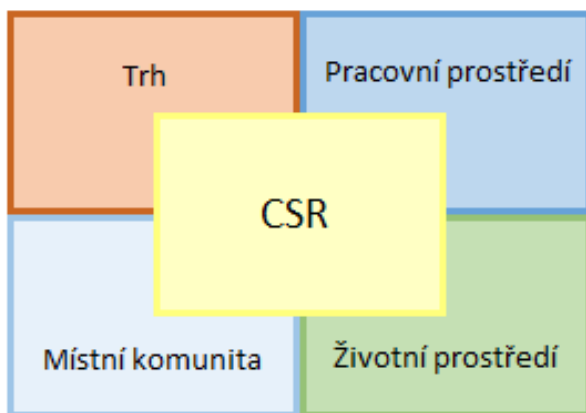 Trh
Pracovní prostředí
CSR
Místní komunita
Životní prostředí